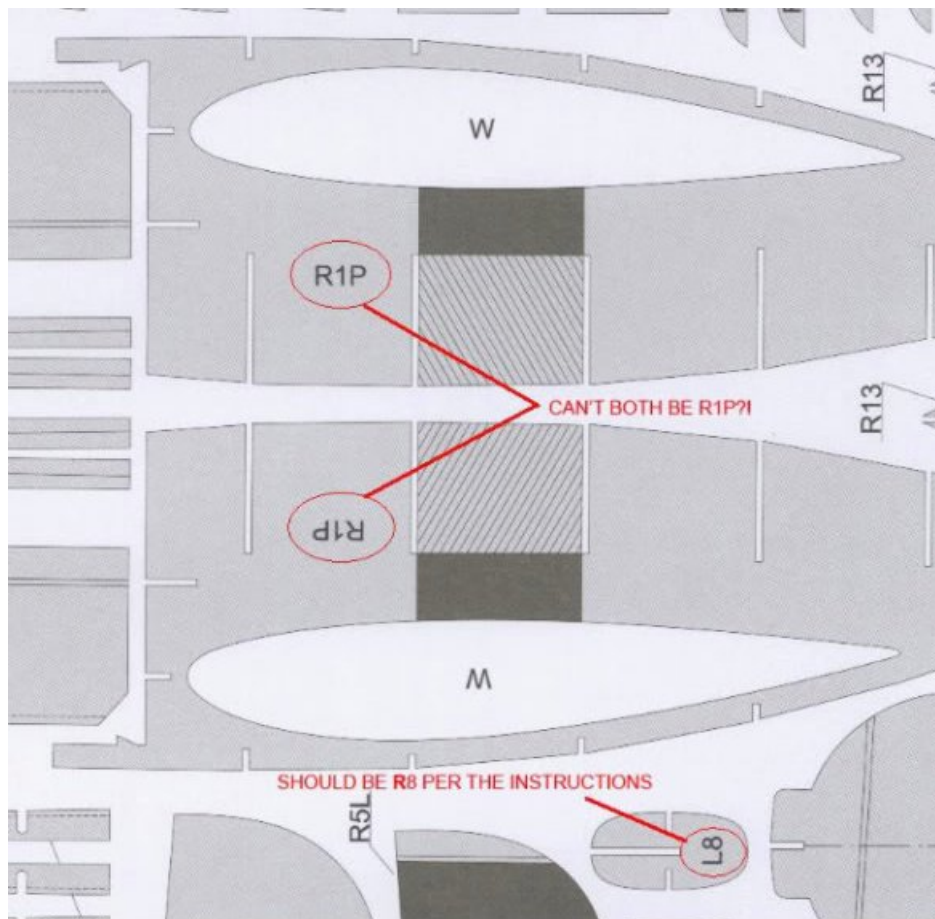 R13
W
R1P
CAN'T BOTH BE R1P?!
R13
R1P
W
SHOULD BE R8 PER THE INSTRUCTIONS
R5L
L8